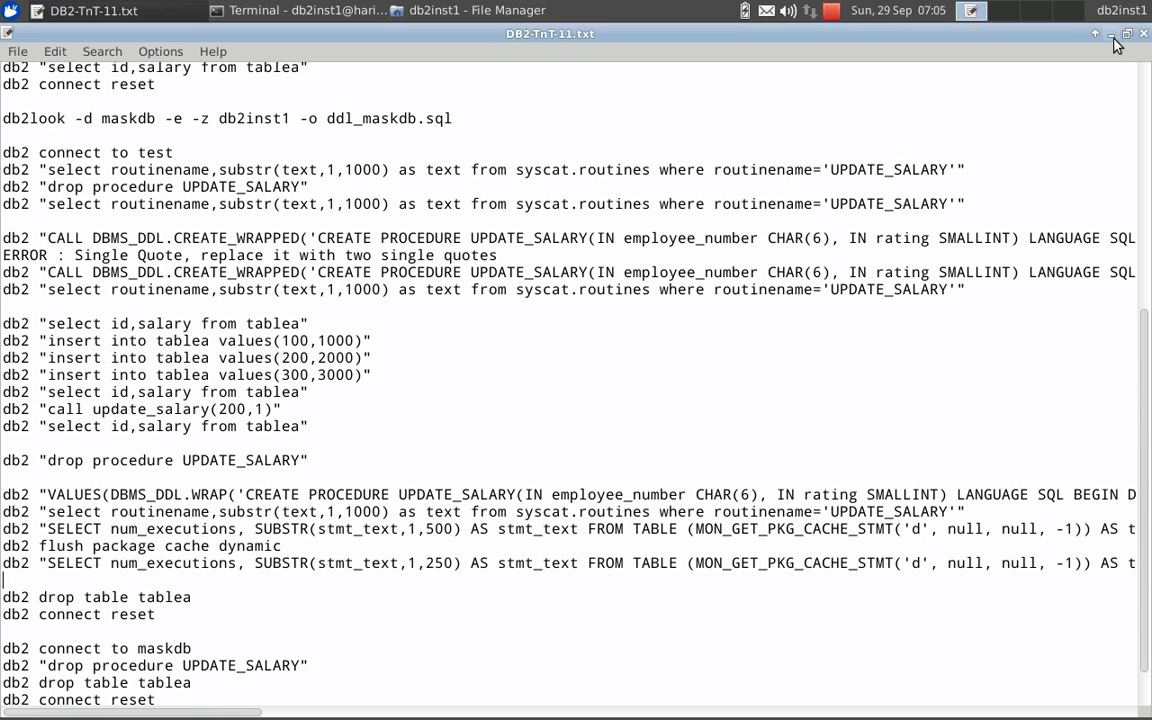 DB2-TnT-11.txt
Terminal - db2inst1@hari...
db2inst1 - File Manager
Sun, 29 Sep 07:05
db2inst1
DB2-TnT-11.txt
File Edit Search Options Help
db2 "select id,salary from tablea"
db2 connect reset
db2look -d maskdb -e -z db2inst1 -o ddl_maskdb.sql
db2 connect to test
db2 "select routinename,substr(text,1,1000) as text from syscat.routines where routinename='UPDATE_SALARY'"
db2 "drop procedure UPDATE_SALARY"
db2 "select routinename,substr(text,1,1000) as text from syscat.routines where routinename='UPDATE_SALARY'"
db2 "CALL DBMS_DDL.CREATE_WRAPPED('CREATE PROCEDURE UPDATE_SALARY(IN employee_number CHAR(6), IN rating SMALLINT) LANGUAGE SQL
ERROR : Single Quote, replace it with two single quotes
db2 "CALL DBMS_DDL.CREATE_WRAPPED('CREATE PROCEDURE UPDATE_SALARY(IN employee_number CHAR(6), IN rating SMALLINT) LANGUAGE SQL
db2 "select routinename,substr(text,1,1000) as text from syscat.routines where routinename='UPDATE_SALARY'"
db2 "select id,salary from tablea"
db2 "insert into tablea values(100,1000)"
db2 "insert into tablea values(200,2000)"
db2 "insert into tablea values(300,3000)"
db2 "select id,salary from tablea"
db2 "call update_salary(200,1)"
db2 "select id,salary from tablea"
db2 "drop procedure UPDATE_SALARY"
db2 "VALUES(DBMS_DDL.WRAP('CREATE PROCEDURE UPDATE_SALARY(IN employee_number CHAR(6), IN rating SMALLINT) LANGUAGE SQL BEGIN D
db2 "select routinename,substr(text,1,1000) as text from syscat.routines where routinename='UPDATE_SALARY'"
db2 "SELECT num_executions, SUBSTR(stmt_text,1,500) AS stmt_text FROM TABLE (MON_GET_PKG_CACHE_STMT('d', null, null, -1)) AS t
db2 flush package cache dynamic
db2 "SELECT num_executions, SUBSTR(stmt_text,1,250) AS stmt_text FROM TABLE (MON_GET_PKG_CACHE_STMT('d', null, null, -1)) AS t
db2 drop table tablea
db2 connect reset
db2 connect to maskdb
db2 "drop procedure UPDATE_SALARY"
db2 drop table tablea
db2 connect reset